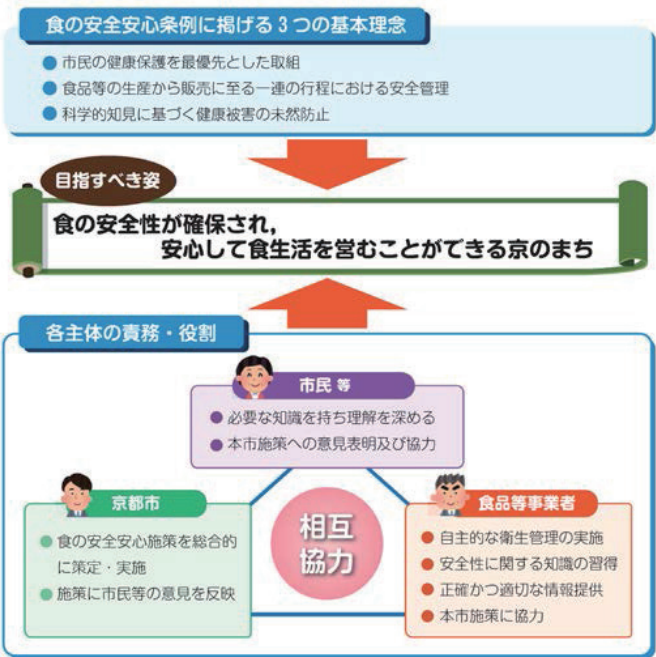 食の安全安心条例に掲げる3つの基本理念
● 市民の健康保護を最優先とした取組
● 食品等の生産から販売に至る一連の行程における安全管理
● 科学的知見に基づく健康被害の未然防止
目指すべき姿
食の安全性が確保され，
安心して食生活を営むことができる京のまち
各主体の責務・役割
市民 等
● 必要な知識を持ち理解を深める
● 本市施策への意見表明及び協力
京都市
● 食の安全安心施策を総合的
に策定・実施
● 施策に市民等の意見を反映
相互
協力
食品等事業者
● 自主的な衛生管理の実施
● 安全性に関する知識の習得
● 正確かつ適切な情報提供
● 本市施策に協力